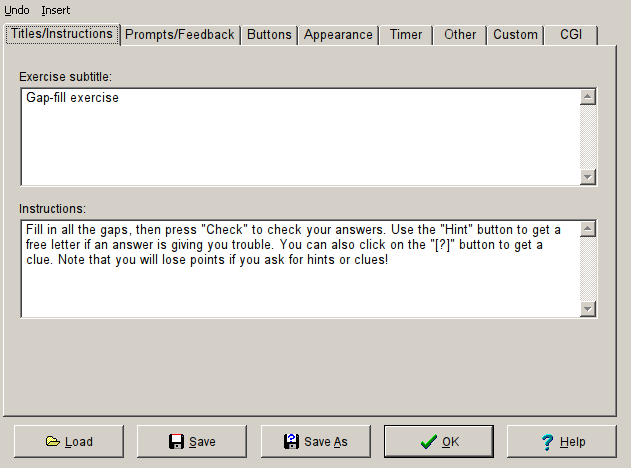 Undo Insert
Titles/Instructions Prompts/Feedback Buttons Appearance Timer Other Custom CGI
Exercise subtitle:
Gap-fill exercise
Instructions:
Fill in all the gaps, then press "Check" to check your answers. Use the "Hint" button to get a
free letter if an answer is giving you trouble. You can also click on the "[?]" button to get a
clue. Note that you will lose points if you ask for hints or clues!
Load Save Save As OK Help